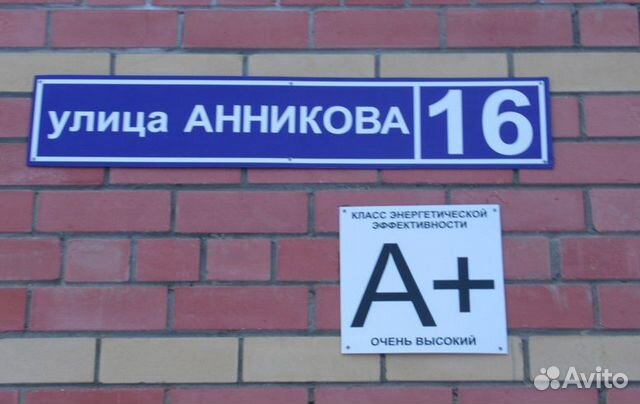 улица АННИКОВА 16
КЛАСС ЭНЕРГЕТИЧЕСКОЙ
ЭФФЕКТИВНОСТИ
A+
ОЧЕНЬ ВЫСОКИЙ
Avito